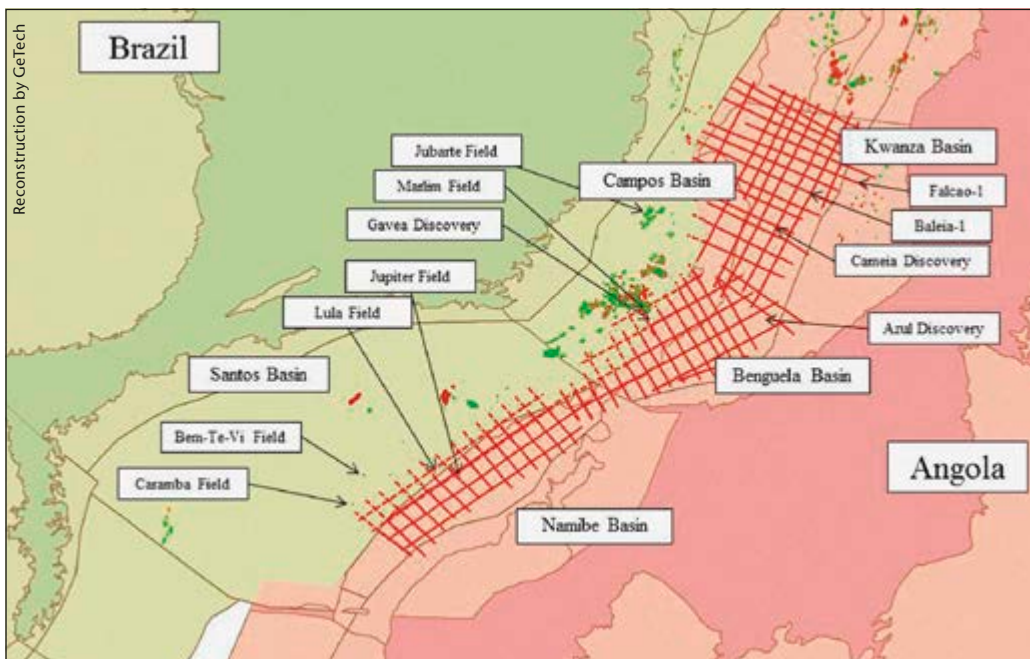 Reconstruction by GeTech
Brazil
Jubarte Field
Marlim Field
Gavea Discovery
Campos Basin
Kwanza Basin
Falcao-1
Baleia-1
Cameia Discovery
Jupiter Field
Lula Field
Azul Discovery
Santos Basin
Benguela Basin
Bem-Te-Vi Field
Caramba Field
Angola
Namibe Basin